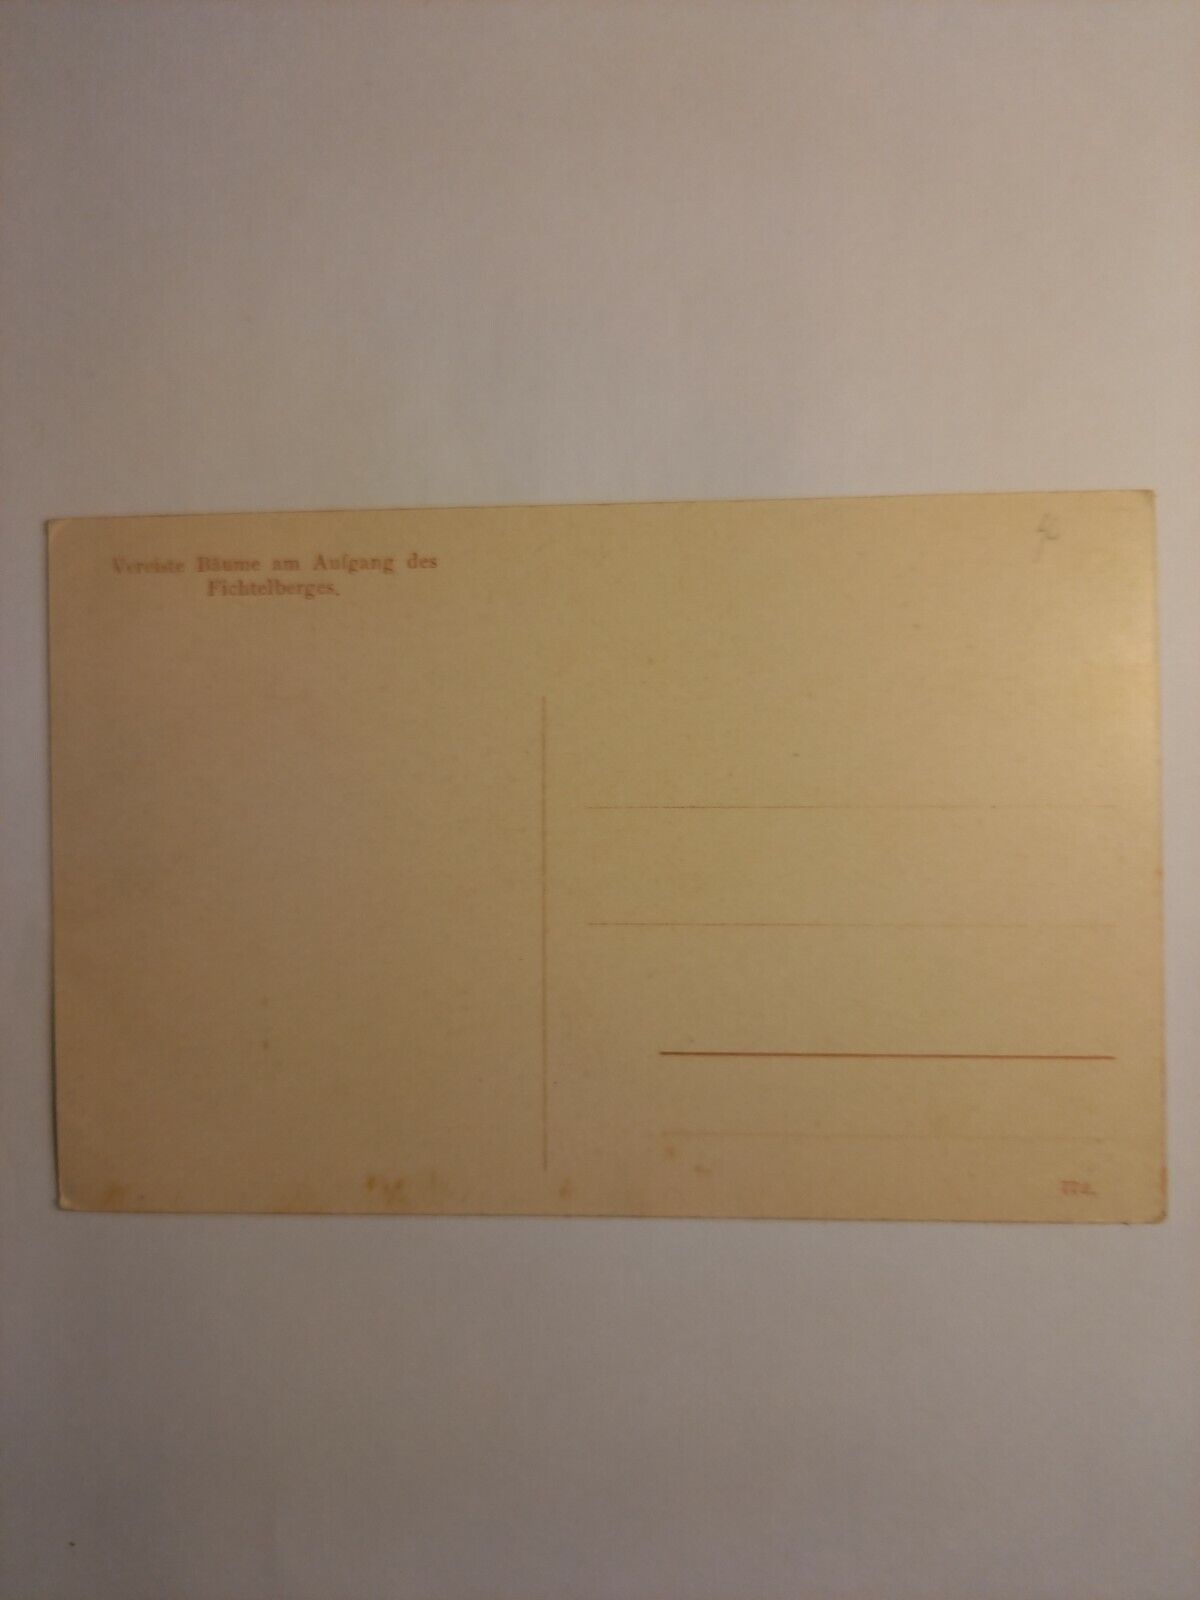 Vereiste Bäume am Aufgang des
Fichtelberges.